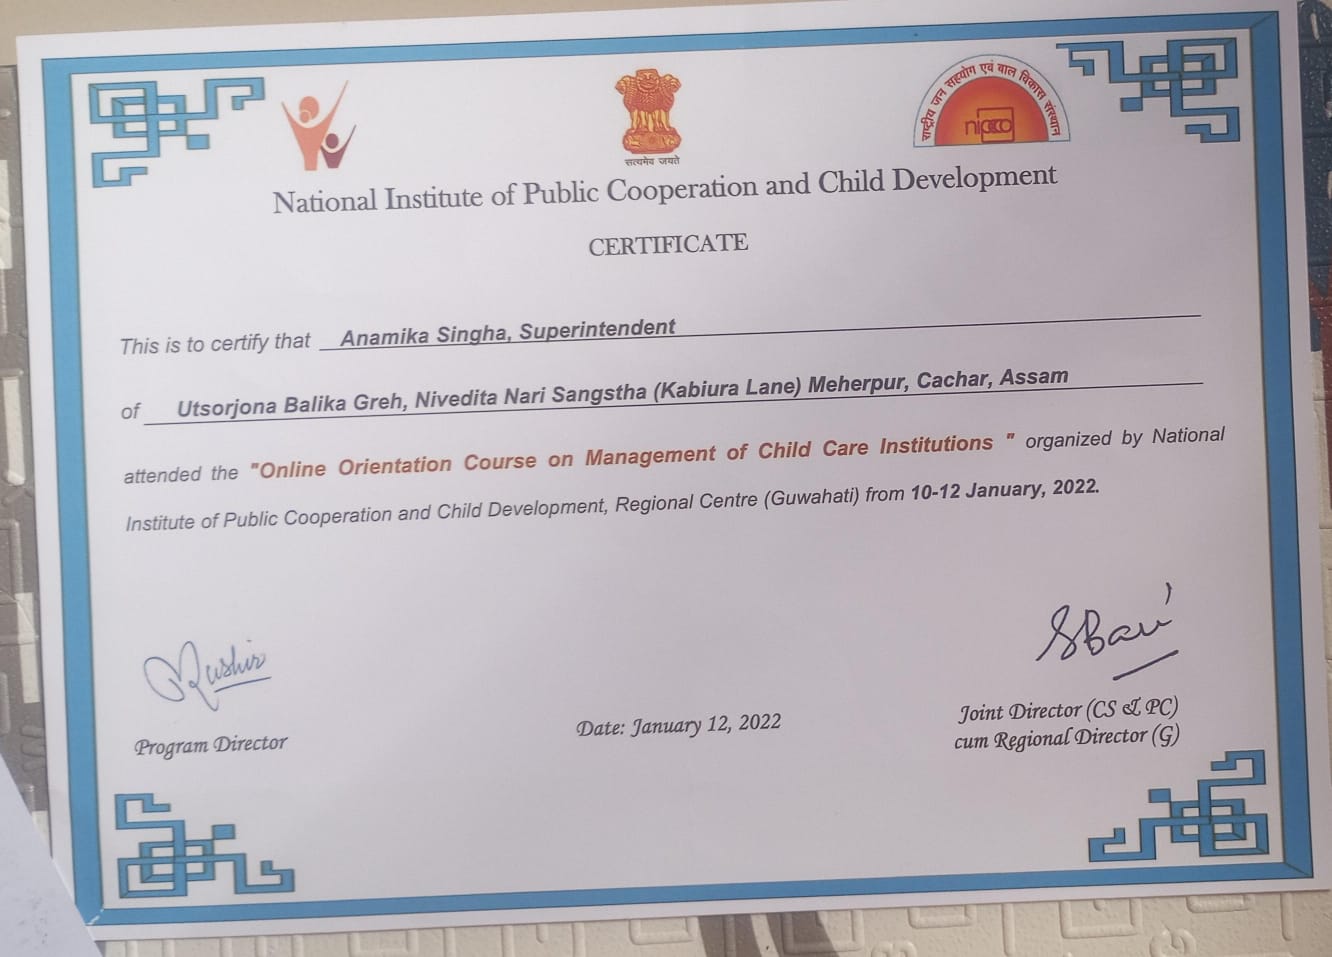 सत्यमेव जयते
राष्ट्रीय जन सहयोग एवं बाल विकास संस्थान
nipccd
National Institute of Public Cooperation and Child Development
CERTIFICATE
This is to certify that Anamika Singha, Superintendent
of Utsorjona Balika Greh, Nivedita Nari Sangstha (Kabiura Lane) Meherpur, Cachar, Assam
attended the "Online Orientation Course on Management of Child Care Institutions " organized by National
Institute of Public Cooperation and Child Development, Regional Centre (Guwahati) from 10-12 January, 2022.
Program Director
Date: January 12, 2022
Joint Director (CS & PC)
cum Regional Director (G)